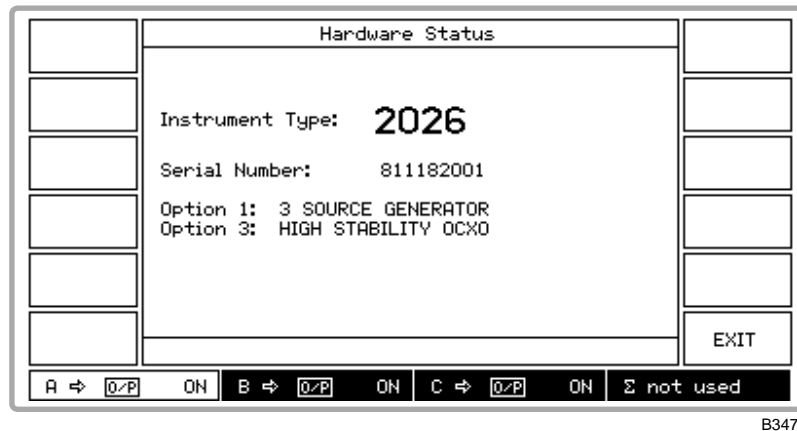 Hardware Status
Instrument Type: 2026
Serial Number: 811182001
Option 1: 3 SOURCE GENERATOR
Option 3: HIGH STABILITY OCXO
EXIT
A ⇨ O/P ON B ⇨ O/P ON C ⇨ O/P ON Σ not used
B347